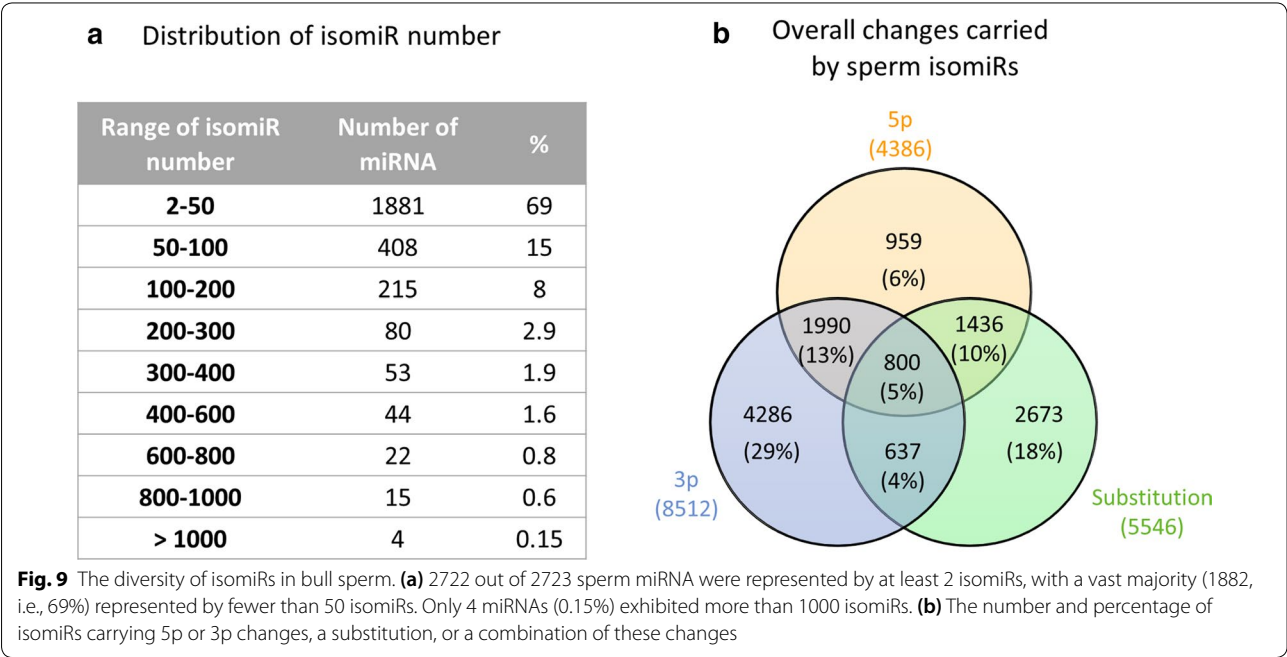 a Distribution of isomiR number
Range of isomiR number Number of miRNA %
2-50 1881 69
50-100 408 15
100-200 215 8
200-300 80 2.9
300-400 53 1.9
400-600 44 1.6
600-800 22 0.8
800-1000 15 0.6
> 1000 4 0.15
b Overall changes carried
by sperm isomiRs
5p
(4386)
959
(6%)
1990
(13%)
1436
(10%)
800
(5%)
4286
(29%)
2673
(18%)
637
(4%)
3p
(8512)
Substitution
(5546)
Fig. 9 The diversity of isomiRs in bull sperm. (a) 2722 out of 2723 sperm miRNA were represented by at least 2 isomiRs, with a vast majority (1882,
i.e., 69%) represented by fewer than 50 isomiRs. Only 4 miRNAs (0.15%) exhibited more than 1000 isomiRs. (b) The number and percentage of
isomiRs carrying 5p or 3p changes, a substitution, or a combination of these changes